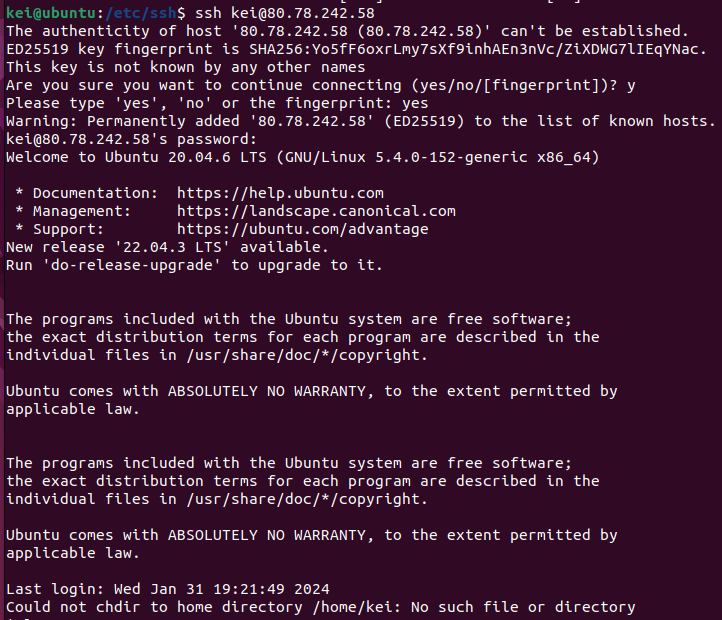 kei@ubuntu:/etc/ssh$ ssh kei@80.78.242.58
The authenticity of host '80.78.242.58 (80.78.242.58)' can't be established.
ED25519 key fingerprint is SHA256:Yo5fF6oxrLmy7sXf9inhAEn3nVc/ZiXDWG7lIEqYNac.
This key is not known by any other names
Are you sure you want to continue connecting (yes/no/[fingerprint])? y
Please type 'yes', 'no' or the fingerprint: yes
Warning: Permanently added '80.78.242.58' (ED25519) to the list of known hosts.
kei@80.78.242.58's password:
Welcome to Ubuntu 20.04.6 LTS (GNU/Linux 5.4.0-152-generic x86_64)

 * Documentation:  https://help.ubuntu.com
 * Management:     https://landscape.canonical.com
 * Support:        https://ubuntu.com/advantage
New release '22.04.3 LTS' available.
Run 'do-release-upgrade' to upgrade to it.


The programs included with the Ubuntu system are free software;
the exact distribution terms for each program are described in the
individual files in /usr/share/doc/*/copyright.

Ubuntu comes with ABSOLUTELY NO WARRANTY, to the extent permitted by
applicable law.


The programs included with the Ubuntu system are free software;
the exact distribution terms for each program are described in the
individual files in /usr/share/doc/*/copyright.

Ubuntu comes with ABSOLUTELY NO WARRANTY, to the extent permitted by
applicable law.

Last login: Wed Jan 31 19:21:49 2024
Could not chdir to home directory /home/kei: No such file or directory